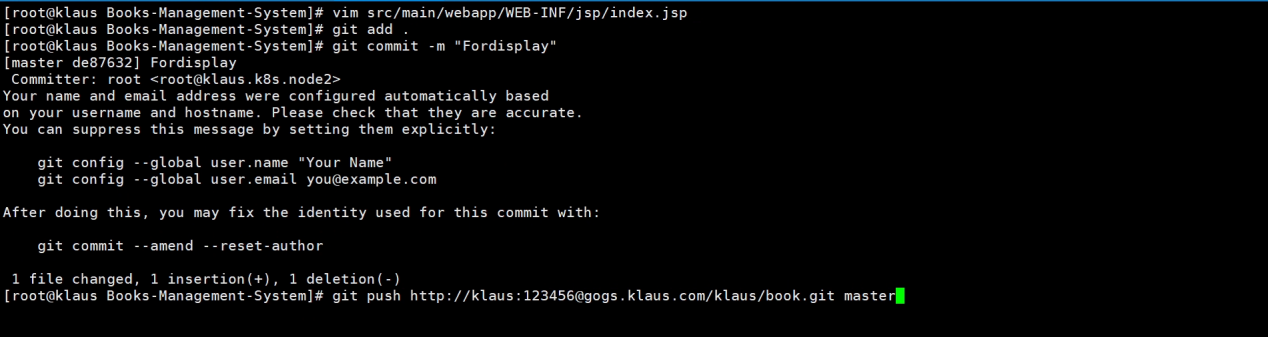 [root@klaus Books-Management-System]# vim src/main/webapp/WEB-INF/jsp/index.jsp
[root@klaus Books-Management-System]# git add .
[root@klaus Books-Management-System]# git commit -m "Fordisplay"
[master de87632] Fordisplay
 Committer: root <root@klaus.k8s.node2>
Your name and email address were configured automatically based
on your username and hostname. Please check that they are accurate.
You can suppress this message by setting them explicitly:

    git config --global user.name "Your Name"
    git config --global user.email you@example.com

After doing this, you may fix the identity used for this commit with:

    git commit --amend --reset-author

 1 file changed, 1 insertion(+), 1 deletion(-)
[root@klaus Books-Management-System]# git push http://klaus:123456@gogs.klaus.com/klaus/book.git master